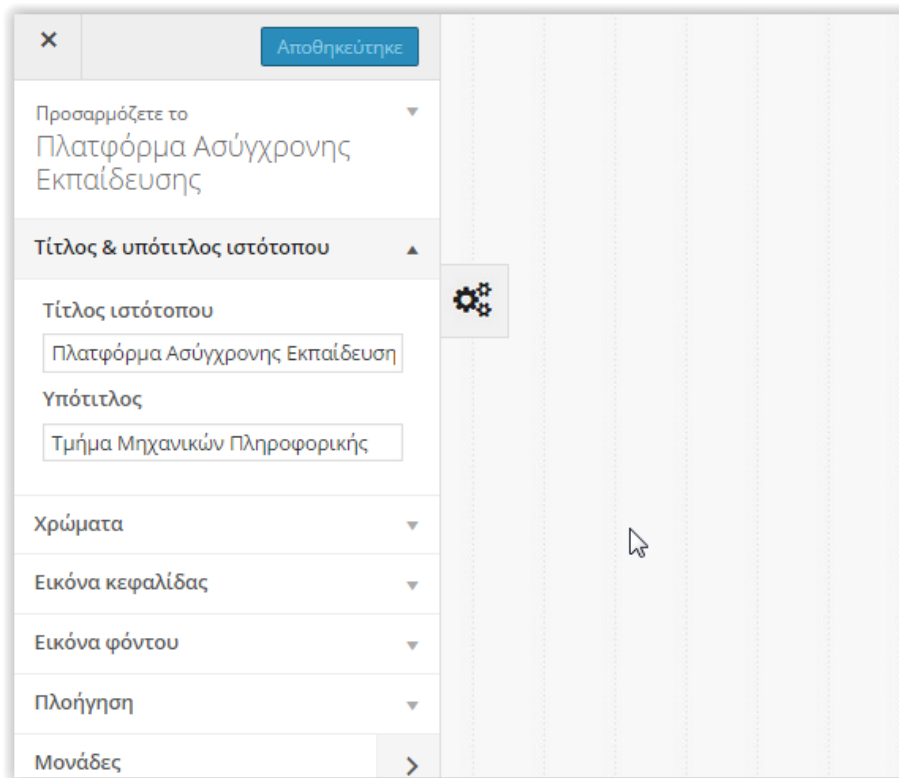 Αποθηκεύτηκε
Προσαρμόζετε το
Πλατφόρμα Ασύγχρονης
Εκπαίδευσης
Τίτλος & υπότιτλος ιστότοπου
Τίτλος ιστότοπου
Πλατφόρμα Ασύγχρονης Εκπαίδευση
Υπότιτλος
Τμήμα Μηχανικών Πληροφορικής
Χρώματα
Εικόνα κεφαλίδας
Εικόνα φόντου
Πλοήγηση
Μονάδες